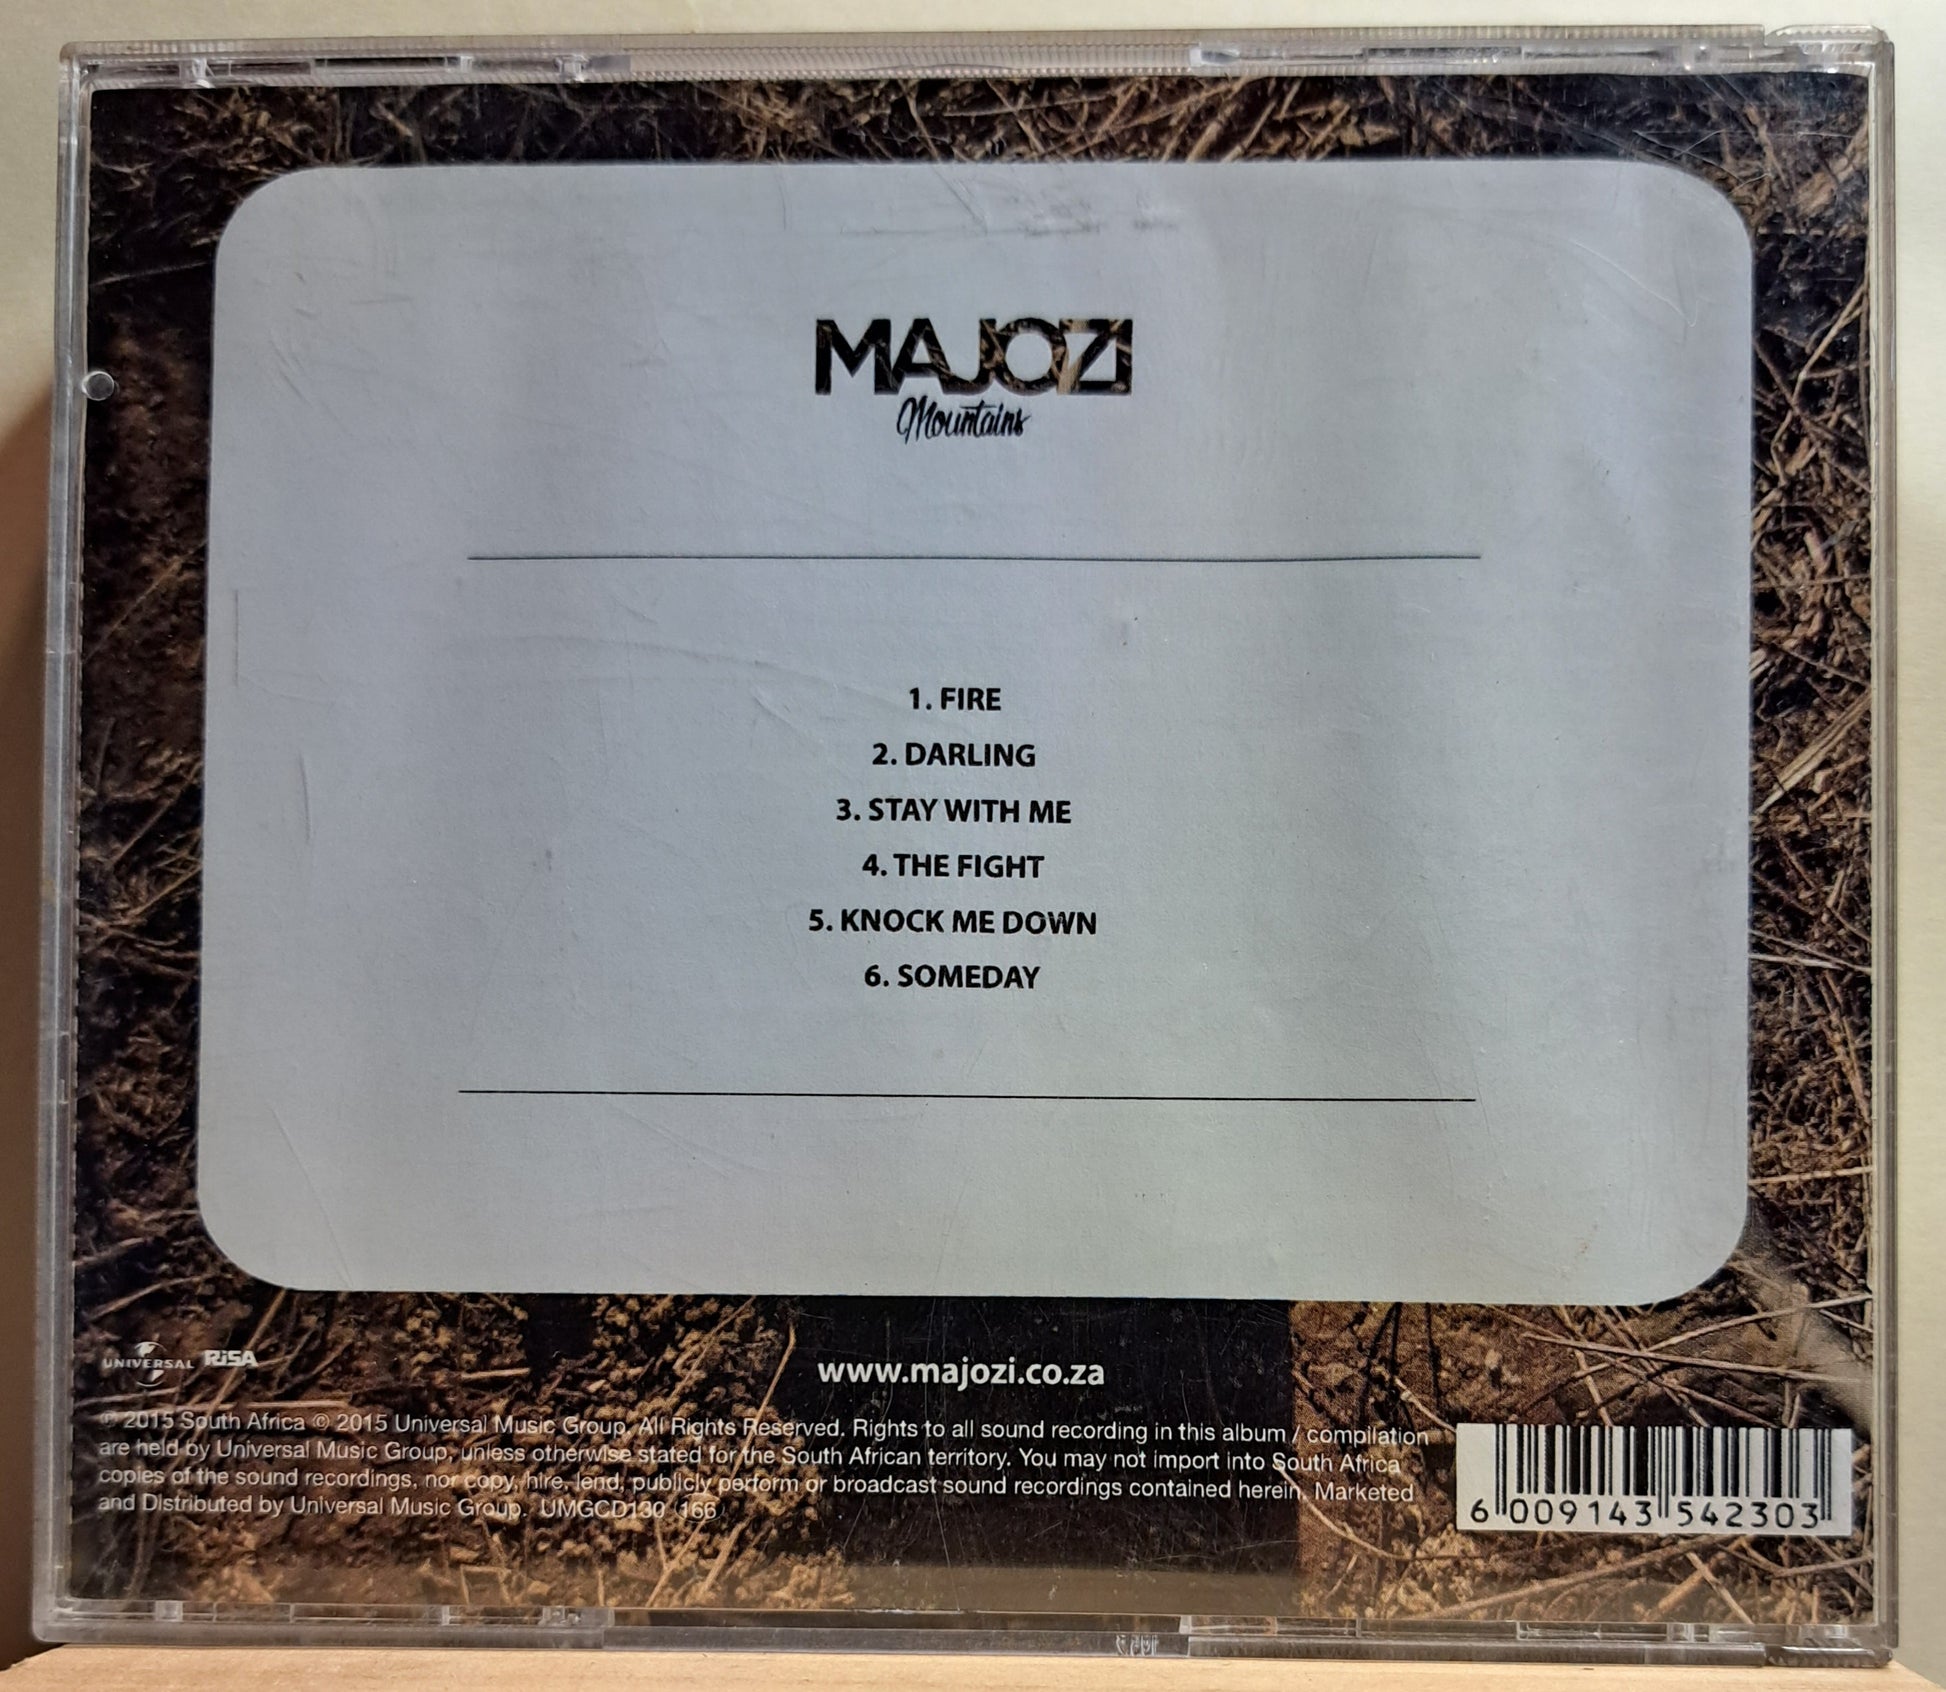 MAJOZI
Mountains
1. FIRE
2. DARLING
3. STAY WITH ME
4. THE FIGHT
5. KNOCK ME DOWN
6. SOMEDAY
UNIVERSAL RiSA
www.majozi.co.za
℗ 2015 South Africa © 2015 Universal Music Group. All Rights Reserved. Rights to all sound recording in this album / compilation
are held by Universal Music Group, unless otherwise stated for the South African territory. You may not import into South Africa
copies of the sound recordings, nor copy, hire, lend, publicly perform or broadcast sound recordings contained herein. Marketed
and Distributed by Universal Music Group. UMGCD130 (166)
6 009143 542303